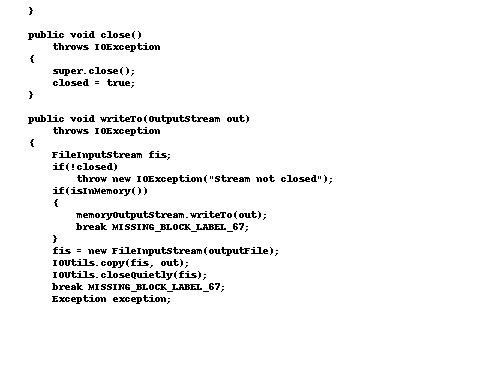 }
public void close()
throws IOException
{
super.close();
closed = true;
}
public void writeTo(OutputStream out)
throws IOException
{
FileInputStream fis;
if(!closed)
throw new IOException("Stream not closed");
if(isInMemory())
{
memoryOutputStream.writeTo(out);
break MISSING_BLOCK_LABEL_67;
}
fis = new FileInputStream(outputFile);
IOUtils.copy(fis, out);
IOUtils.closeQuietly(fis);
break MISSING_BLOCK_LABEL_67;
Exception exception;